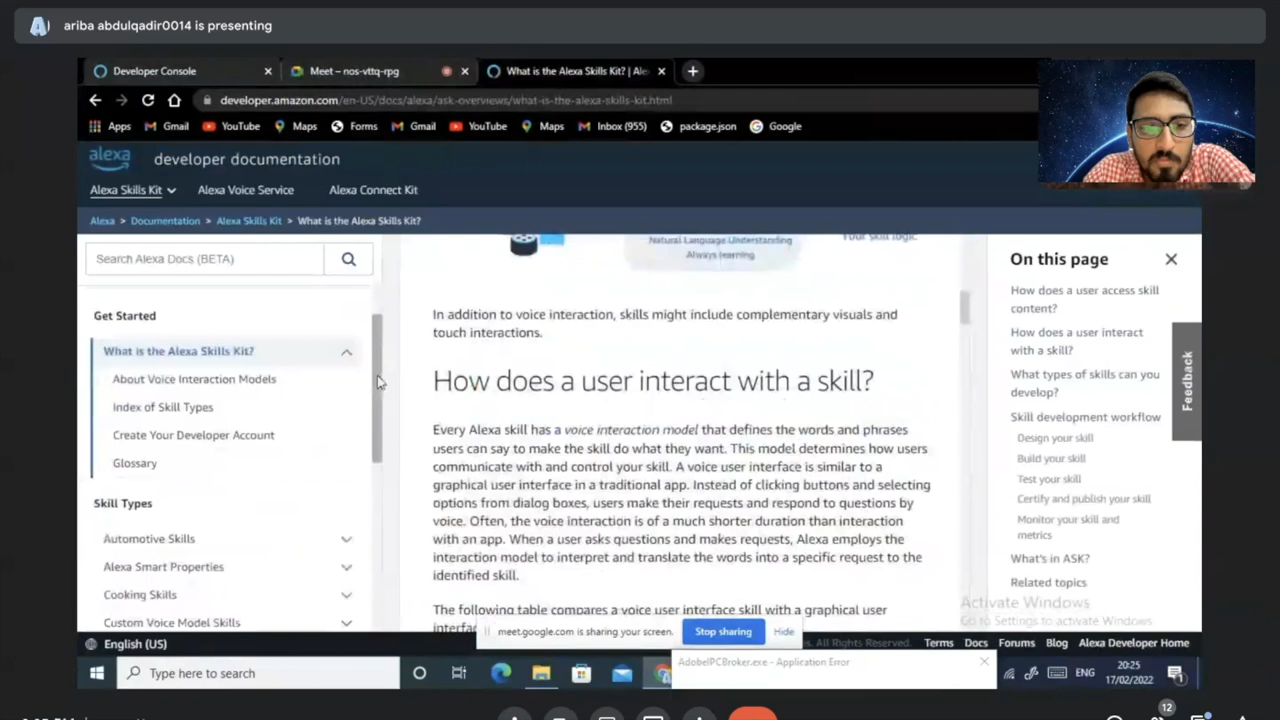 ariba abdulqadir0014 is presenting
Developer Console
Meet – nos-vttq-rpg
What is the Alexa Skills Kit? | Ale
developer.amazon.com/en-US/docs/alexa/ask-overviews/what-is-the-alexa-skills-kit.html
Apps Gmail YouTube Maps Forms Gmail YouTube Maps Inbox (955) package.json Google
alexa developer documentation
Alexa Skills Kit Alexa Voice Service Alexa Connect Kit
Alexa > Documentation > Alexa Skills Kit > What is the Alexa Skills Kit?
Search Alexa Docs (BETA)
Get Started
What is the Alexa Skills Kit?
About Voice Interaction Models
Index of Skill Types
Create Your Developer Account
Glossary
Skill Types
Automotive Skills
Alexa Smart Properties
Cooking Skills
Custom Voice Model Skills
Natural Language Understanding
Always learning
Your skill logic
In addition to voice interaction, skills might include complementary visuals and
touch interactions.
How does a user interact with a skill?
Every Alexa skill has a voice interaction model that defines the words and phrases
users can say to make the skill do what they want. This model determines how users
communicate with and control your skill. A voice user interface is similar to a
graphical user interface in a traditional app. Instead of clicking buttons and selecting
options from dialog boxes, users make their requests and respond to questions by
voice. Often, the voice interaction is of a much shorter duration than interaction
with an app. When a user asks questions and makes requests, Alexa employs the
interaction model to interpret and translate the words into a specific request to the
identified skill.
The following table compares a voice user interface skill with a graphical user
On this page
How does a user access skill
content?
How does a user interact
with a skill?
What types of skills can you
develop?
Skill development workflow
Design your skill
Build your skill
Test your skill
Certify and publish your skill
Monitor your skill and
metrics
What's in ASK?
Related topics
Feedback
Activate Windows
Go to Settings to activate Windows.
meet.google.com is sharing your screen. Stop sharing Hide
English (US)
All Rights Reserved. Terms Docs Forums Blog Alexa Developer Home
AdobeIPCBroker.exe - Application Error
Type here to search
ENG
20:25
17/02/2022
1
12